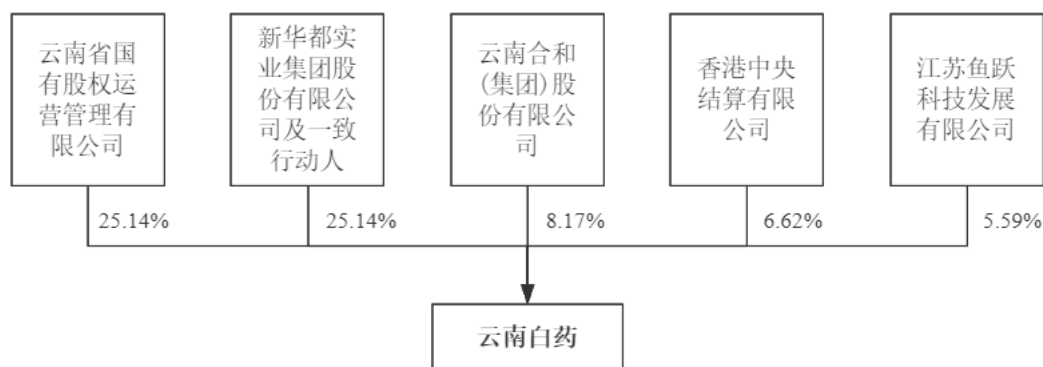 云南省国
有股权运
营管理有
限公司
新华都实
业集团股
份有限公
司及一致
行动人
云南合和
(集团)股
份有限公
司
香港中央
结算有限
公司
江苏鱼跃
科技发展
有限公司
25.14%
25.14%
8.17%
6.62%
5.59%
云南白药